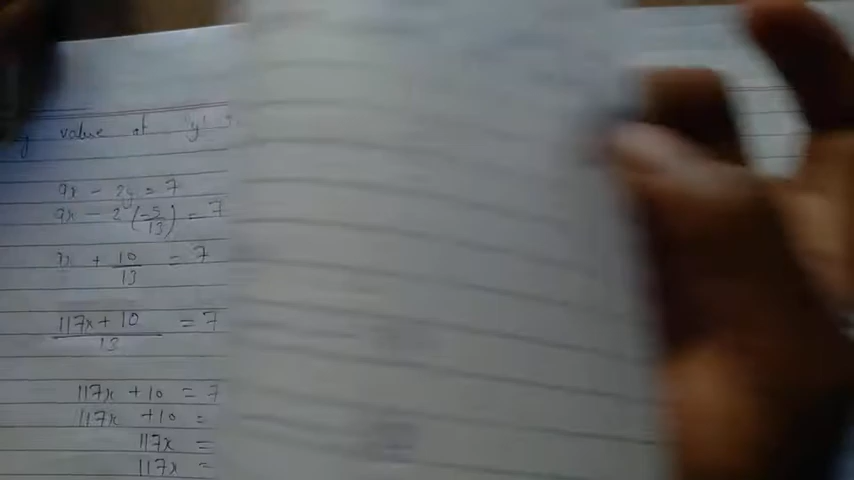 value of 'y'
9x - 2y = 7
9x - 2 (-5/13) = 7
9x + 10/13 = 7
117x + 10 / 13 = 7
117x + 10 = 7
117x + 10 =
117x =
117x =